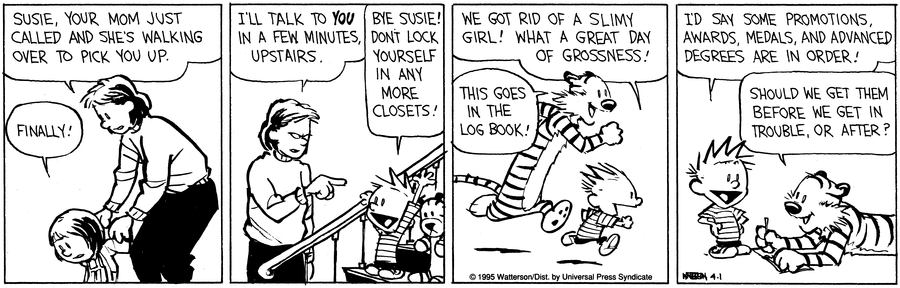 SUSIE, YOUR MOM JUST
CALLED AND SHE'S WALKING
OVER TO PICK YOU UP.
FINALLY!
I'LL TALK TO YOU
IN A FEW MINUTES,
UPSTAIRS.
BYE SUSIE!
DON'T LOCK
YOURSELF
IN ANY
MORE
CLOSETS!
WE GOT RID OF A SLIMY
GIRL! WHAT A GREAT DAY
OF GROSSNESS!
THIS GOES
IN THE
LOG BOOK!
© 1995 Watterson/Dist. by Universal Press Syndicate
I'D SAY SOME PROMOTIONS,
AWARDS, MEDALS, AND ADVANCED
DEGREES ARE IN ORDER!
SHOULD WE GET THEM
BEFORE WE GET IN
TROUBLE, OR AFTER?
WATTERSON 4-1